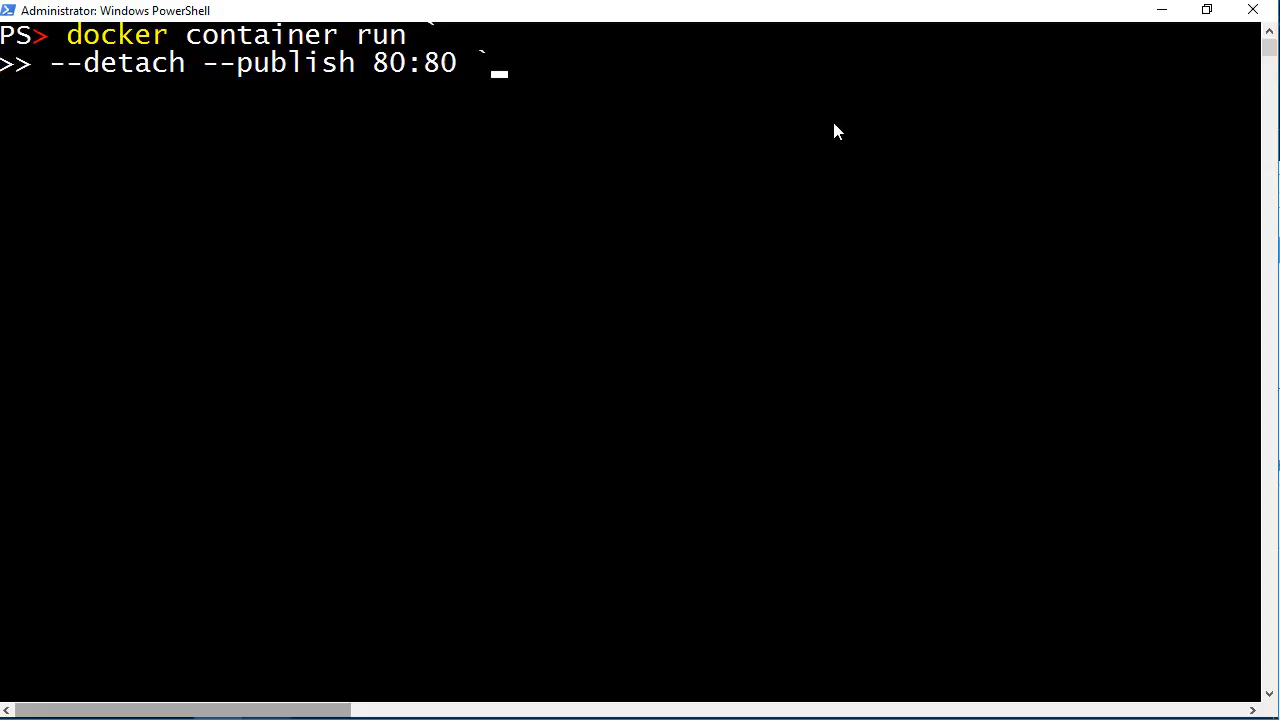 Administrator: Windows PowerShell
PS> docker container run `
>> --detach --publish 80:80 `